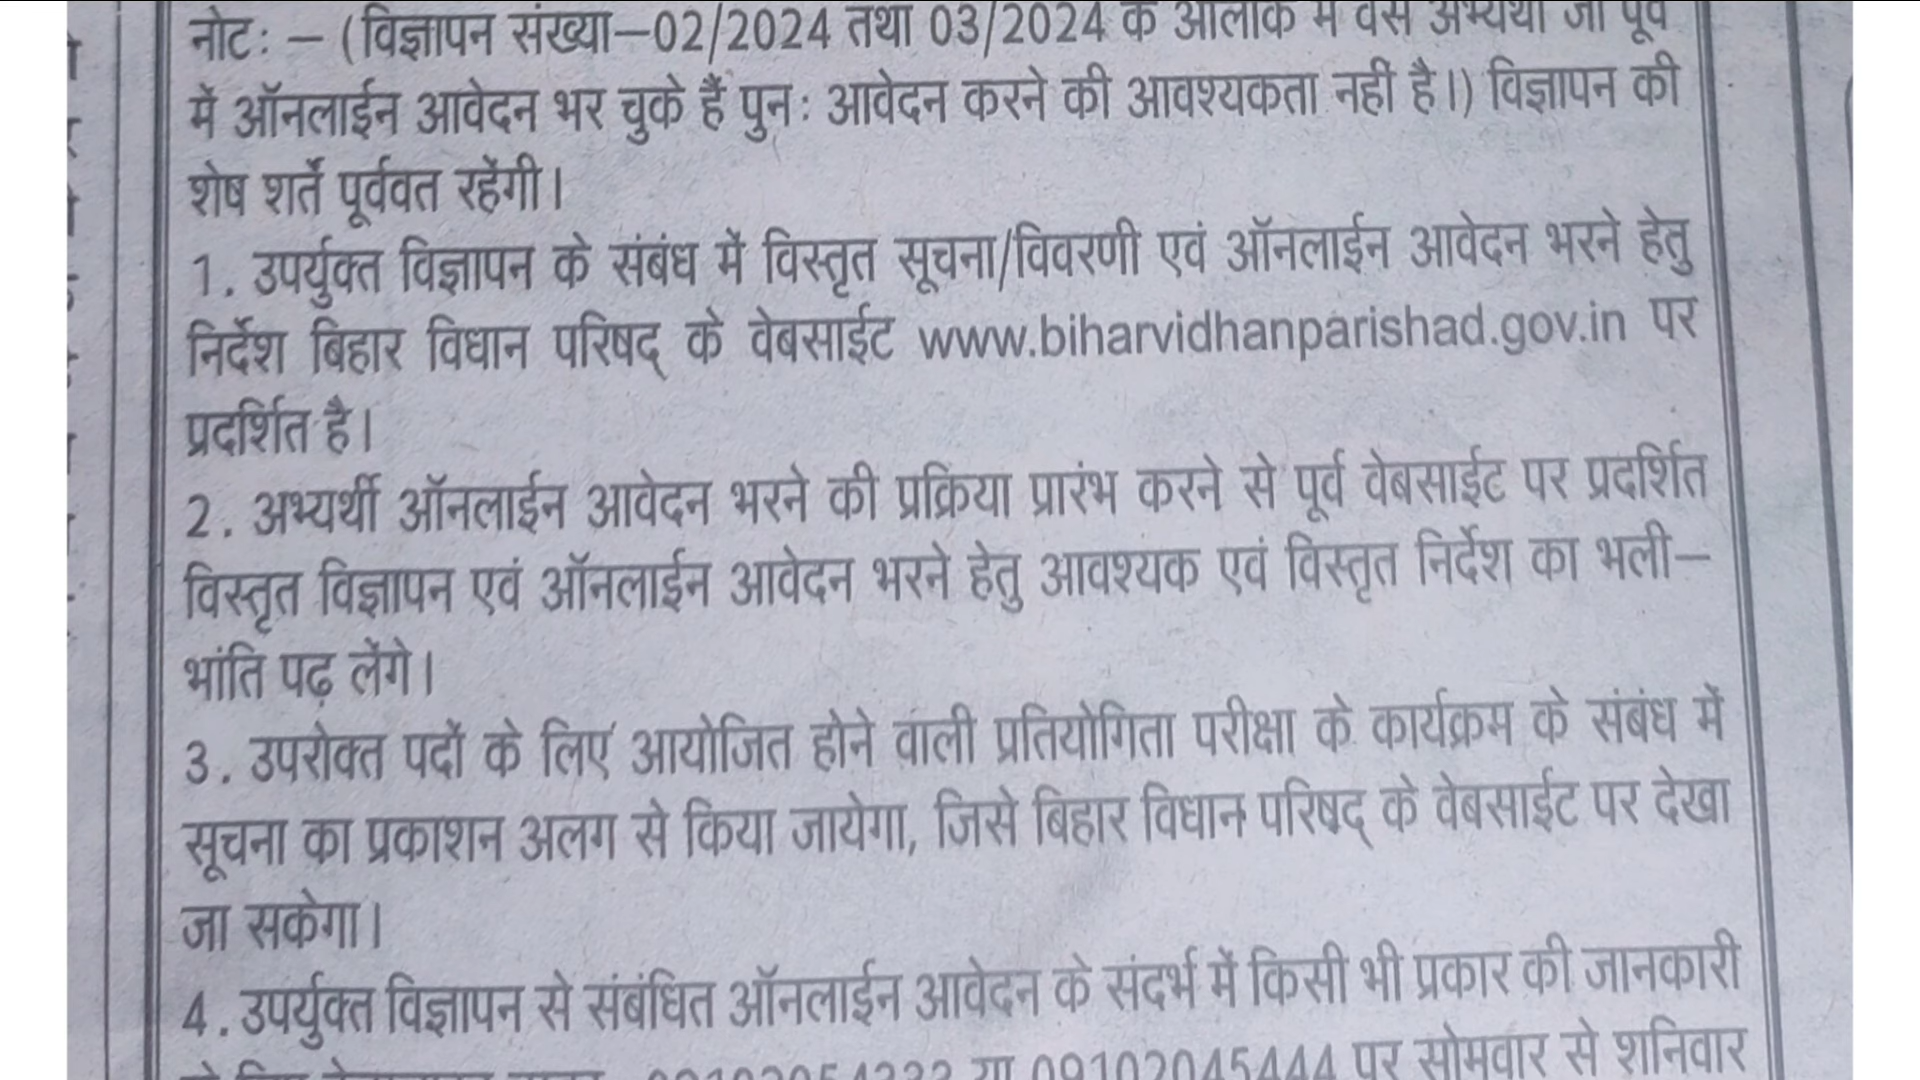 नोटः – (विज्ञापन संख्या–02/2024 तथा 03/2024 के आलोक में वैसे अभ्यर्थी जो पूर्व
में ऑनलाईन आवेदन भर चुके हैं पुनः आवेदन करने की आवश्यकता नहीं है।) विज्ञापन की
शेष शर्तें पूर्ववत रहेंगी।
1. उपर्युक्त विज्ञापन के संबंध में विस्तृत सूचना/विवरणी एवं ऑनलाईन आवेदन भरने हेतु
निर्देश बिहार विधान परिषद् के वेबसाईट www.biharvidhanparishad.gov.in पर
प्रदर्शित है।
2. अभ्यर्थी ऑनलाईन आवेदन भरने की प्रक्रिया प्रारंभ करने से पूर्व वेबसाईट पर प्रदर्शित
विस्तृत विज्ञापन एवं ऑनलाईन आवेदन भरने हेतु आवश्यक एवं विस्तृत निर्देश का भली–
भांति पढ़ लेंगे।
3. उपरोक्त पदों के लिए आयोजित होने वाली प्रतियोगिता परीक्षा के कार्यक्रम के संबंध में
सूचना का प्रकाशन अलग से किया जायेगा, जिसे बिहार विधान परिषद् के वेबसाईट पर देखा
जा सकेगा।
4. उपर्युक्त विज्ञापन से संबंधित ऑनलाईन आवेदन के संदर्भ में किसी भी प्रकार की जानकारी
या 09102045444 पर सोमवार से शनिवार